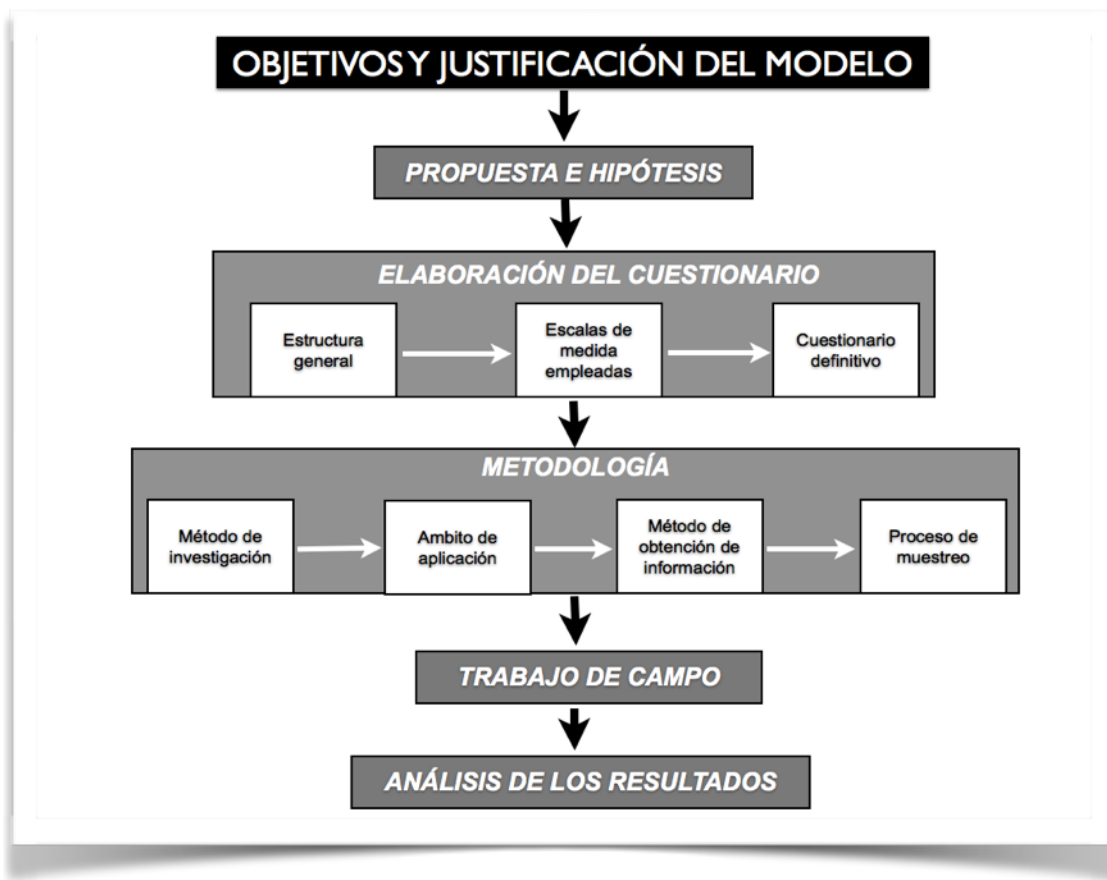 OBJETIVOS Y JUSTIFICACIÓN DEL MODELO
PROPUESTA E HIPÓTESIS
ELABORACIÓN DEL CUESTIONARIO
Estructura
general
Escalas de
medida
empleadas
Cuestionario
definitivo
METODOLOGÍA
Método de
investigación
Ambito de
aplicación
Método de
obtención de
información
Proceso de
muestreo
TRABAJO DE CAMPO
ANÁLISIS DE LOS RESULTADOS